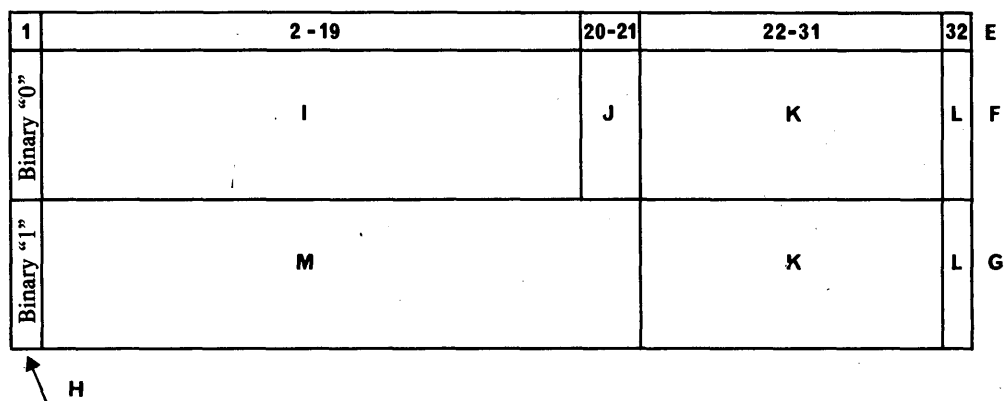 1 2-19 20-21 22-31 32 E
Binary "0" I J K L F
Binary "1" M K L G
H